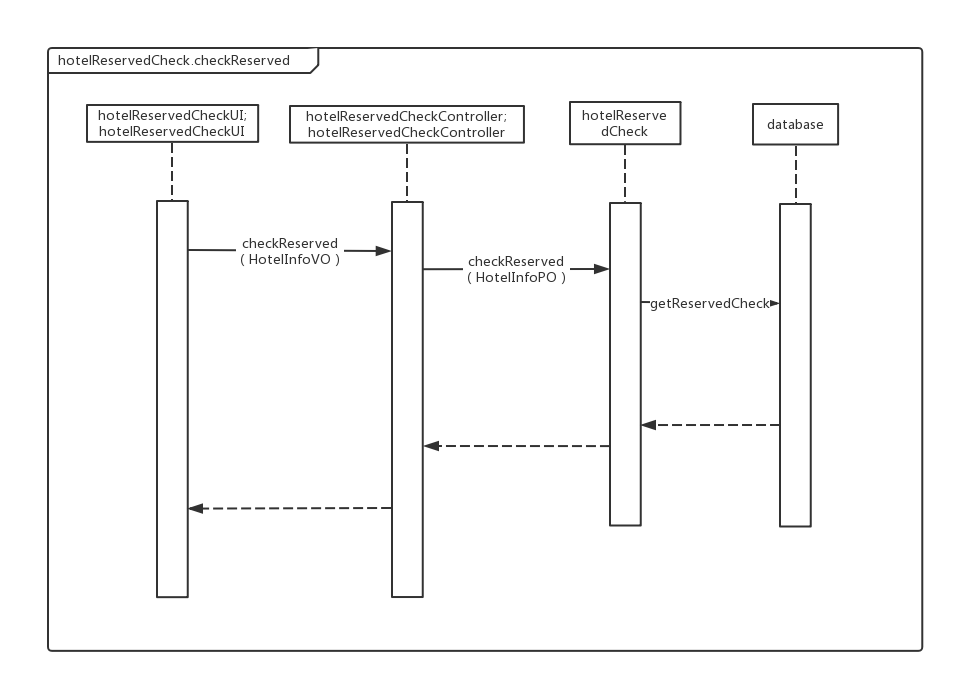 hotelReservedCheck.checkReserved
hotelReservedCheckUI;
hotelReservedCheckUI
hotelReservedCheckController;
hotelReservedCheckController
hotelReserve
dCheck
database
checkReserved
( HotelInfoVO )
checkReserved
( HotelInfoPO )
getReservedCheck